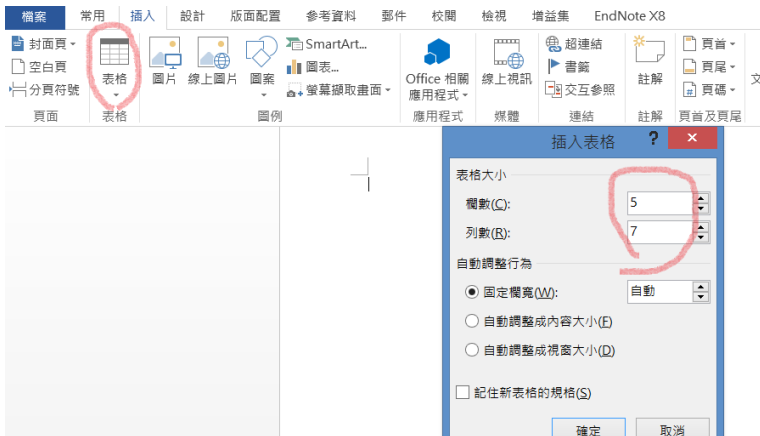 檔案 常用 插入 設計 版面配置 參考資料 郵件 校閱 檢視 增益集 EndNote X8
封面頁
空白頁
分頁符號
頁面
表格
表格
圖片
線上圖片
圖案
SmartArt...
圖表...
螢幕擷取畫面
圖例
Office 相關
應用程式
應用程式
線上視訊
媒體
超連結
書籤
交互參照
連結
註解
註解
頁首
頁尾
# 頁碼
頁首及頁尾
文
插入表格 ? ×
表格大小
欄數(C): 5
列數(R): 7
自動調整行為
固定欄寬(W): 自動
自動調整成內容大小(F)
自動調整成視窗大小(D)
記住新表格的規格(S)
確定 取消